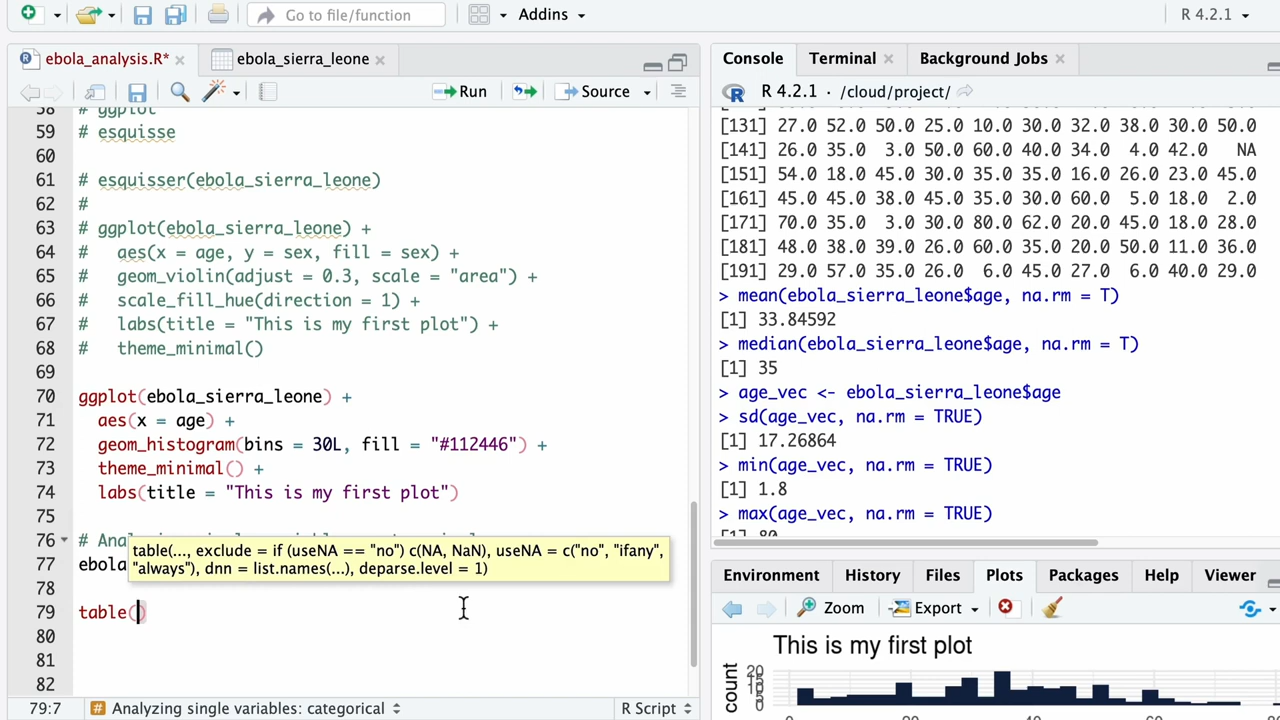 Go to file/function
Addins
R 4.2.1
ebola_analysis.R*
ebola_sierra_leone
Run
Source
58 # ggplot
59 # esquisse
60
61 # esquisser(ebola_sierra_leone)
62 #
63 # ggplot(ebola_sierra_leone) +
64 #   aes(x = age, y = sex, fill = sex) +
65 #   geom_violin(adjust = 0.3, scale = "area") +
66 #   scale_fill_hue(direction = 1) +
67 #   labs(title = "This is my first plot") +
68 #   theme_minimal()
69
70 ggplot(ebola_sierra_leone) +
71   aes(x = age) +
72   geom_histogram(bins = 30L, fill = "#112446") +
73   theme_minimal() +
74   labs(title = "This is my first plot")
75
76 # Ana
table(..., exclude = if (useNA == "no") c(NA, NaN), useNA = c("no", "ifany",
"always"), dnn = list.names(...), deparse.level = 1)
77 ebola
78
79 table()
80
81
82
79:7
Analyzing single variables: categorical
R Script
Console
Terminal
Background Jobs
R 4.2.1 · /cloud/project/
[131] 27.0 52.0 50.0 25.0 10.0 30.0 32.0 38.0 30.0 50.0
[141] 26.0 35.0 3.0 50.0 60.0 40.0 34.0 4.0 42.0 NA
[151] 54.0 18.0 45.0 30.0 35.0 35.0 16.0 26.0 23.0 45.0
[161] 45.0 45.0 38.0 45.0 35.0 30.0 60.0 5.0 18.0 2.0
[171] 70.0 35.0 3.0 30.0 80.0 62.0 20.0 45.0 18.0 28.0
[181] 48.0 38.0 39.0 26.0 60.0 35.0 20.0 50.0 11.0 36.0
[191] 29.0 57.0 35.0 26.0 6.0 45.0 27.0 6.0 40.0 29.0
> mean(ebola_sierra_leone$age, na.rm = T)
[1] 33.84592
> median(ebola_sierra_leone$age, na.rm = T)
[1] 35
> age_vec <- ebola_sierra_leone$age
> sd(age_vec, na.rm = TRUE)
[1] 17.26864
> min(age_vec, na.rm = TRUE)
[1] 1.8
> max(age_vec, na.rm = TRUE)
[1] 80
Environment
History
Files
Plots
Packages
Help
Viewer
Zoom
Export
This is my first plot
count
20
15
10
5
0